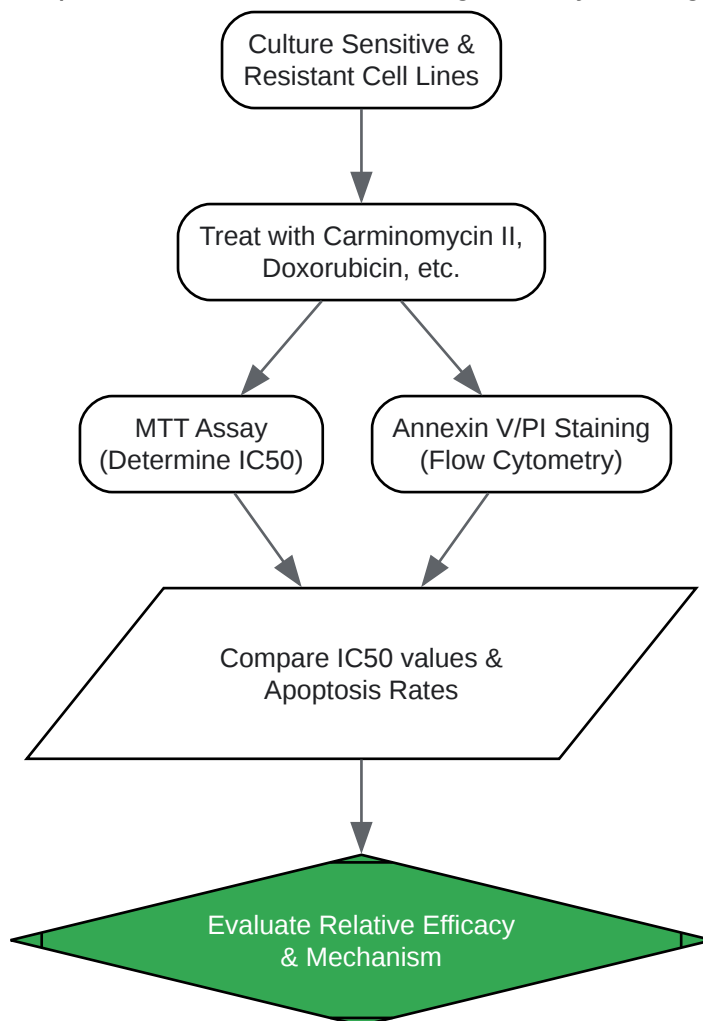 Culture Sensitive &
Resistant Cell Lines
Treat with Carminomycin II,
Doxorubicin, etc.
MTT Assay
(Determine IC50)
Annexin V/PI Staining
(Flow Cytometry)
Compare IC50 values &
Apoptosis Rates
Evaluate Relative Efficacy
& Mechanism